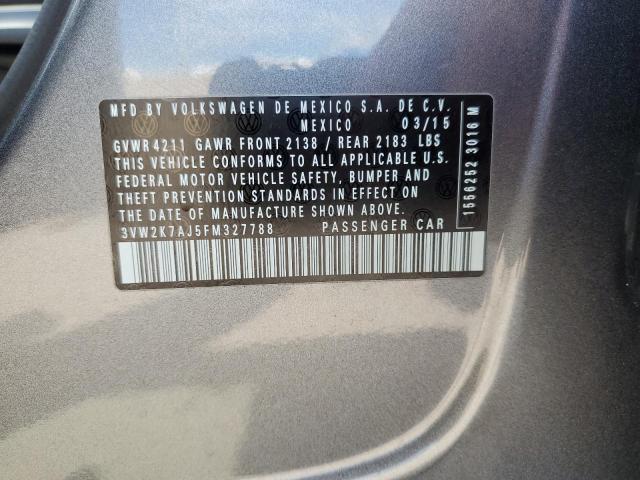 MFD BY VOLKSWAGEN DE MEXICO S.A. DE C.V.
MEXICO 03/15
GVWR 4211 GAWR FRONT 2138 / REAR 2183 LBS
THIS VEHICLE CONFORMS TO ALL APPLICABLE U.S.
FEDERAL MOTOR VEHICLE SAFETY, BUMPER AND
THEFT PREVENTION STANDARDS IN EFFECT ON
THE DATE OF MANUFACTURE SHOWN ABOVE.
3VW2K7AJ5FM327788 PASSENGER CAR
1556252 3016 M